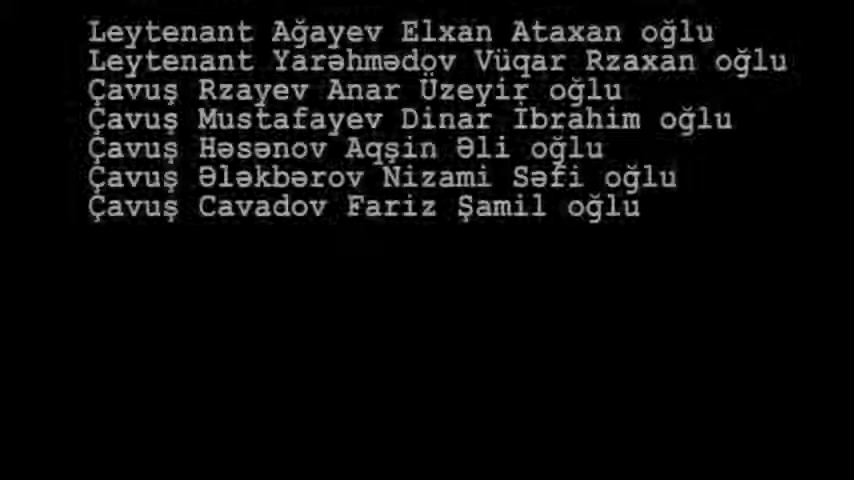 Leytenant Ağayev Elxan Ataxan oğlu
Leytenant Yarəhmədov Vüqar Rzaxan oğlu
Çavuş Rzayev Anar Üzeyir oğlu
Çavuş Mustafayev Dinar İbrahim oğlu
Çavuş Həsənov Aqşin Əli oğlu
Çavuş Ələkbərov Nizami Səfi oğlu
Çavuş Cavadov Fariz Şamil oğlu